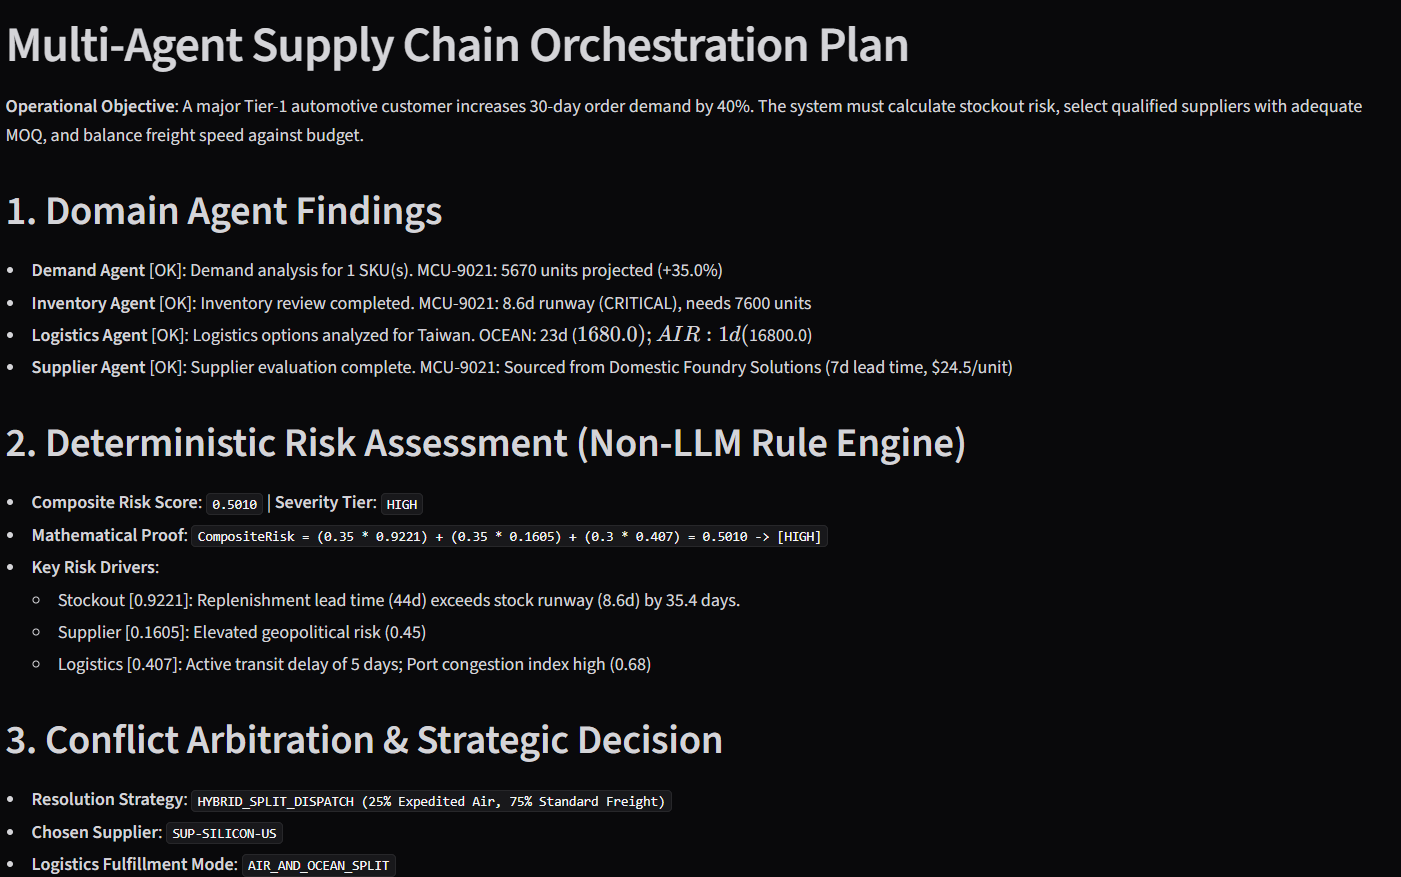 Multi-Agent Supply Chain Orchestration Plan
Operational Objective: A major Tier-1 automotive customer increases 30-day order demand by 40%. The system must calculate stockout risk, select qualified suppliers with adequate
MOQ, and balance freight speed against budget.
1. Domain Agent Findings
• Demand Agent [OK]: Demand analysis for 1 SKU(s). MCU-9021: 5670 units projected (+35.0%)
• Inventory Agent [OK]: Inventory review completed. MCU-9021: 8.6d runway (CRITICAL), needs 7600 units
• Logistics Agent [OK]: Logistics options analyzed for Taiwan. OCEAN: 23d (1680.0); AIR : 1d(16800.0)
• Supplier Agent [OK]: Supplier evaluation complete. MCU-9021: Sourced from Domestic Foundry Solutions (7d lead time, $24.5/unit)
2. Deterministic Risk Assessment (Non-LLM Rule Engine)
• Composite Risk Score: 0.5010 | Severity Tier: HIGH
• Mathematical Proof: CompositeRisk = (0.35 * 0.9221) + (0.35 * 0.1605) + (0.3 * 0.407) = 0.5010 -> [HIGH]
• Key Risk Drivers:
◦ Stockout [0.9221]: Replenishment lead time (44d) exceeds stock runway (8.6d) by 35.4 days.
◦ Supplier [0.1605]: Elevated geopolitical risk (0.45)
◦ Logistics [0.407]: Active transit delay of 5 days; Port congestion index high (0.68)
3. Conflict Arbitration & Strategic Decision
• Resolution Strategy: HYBRID_SPLIT_DISPATCH (25% Expedited Air, 75% Standard Freight)
• Chosen Supplier: SUP-SILICON-US
• Logistics Fulfillment Mode: AIR_AND_OCEAN_SPLIT